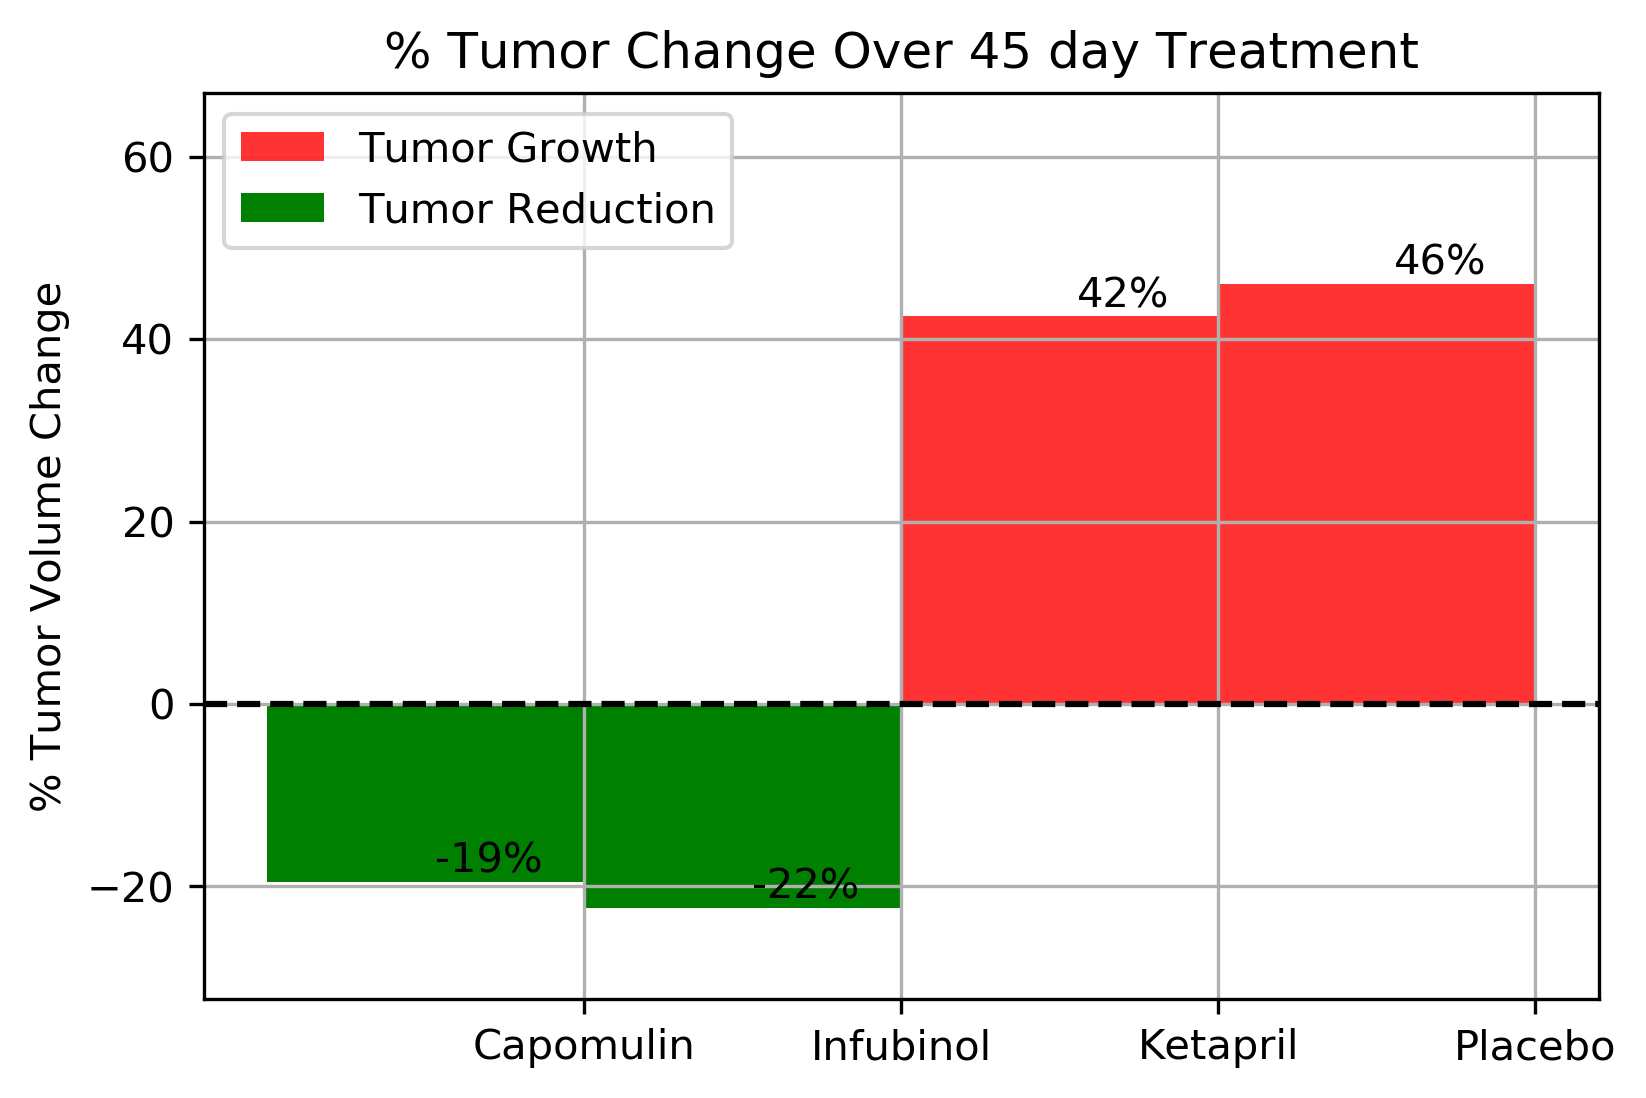 % Tumor Change Over 45 day Treatment
Tumor Growth
Tumor Reduction
% Tumor Volume Change
60
40
20
0
−20
46%
42%
-19%
-22%
Capomulin
Infubinol
Ketapril
Placebo